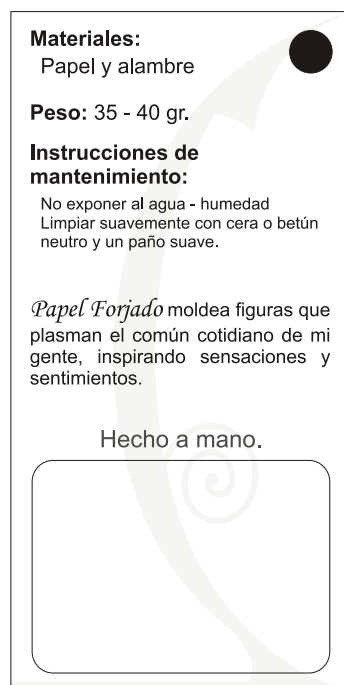 Materiales:
Papel y alambre
Peso: 35 - 40 gr.
Instrucciones de
mantenimiento:
No exponer al agua - humedad
Limpiar suavemente con cera o betún
neutro y un paño suave.
Papel Forjado moldea figuras que
plasman el común cotidiano de mi
gente, inspirando sensaciones y
sentimientos.
Hecho a mano.